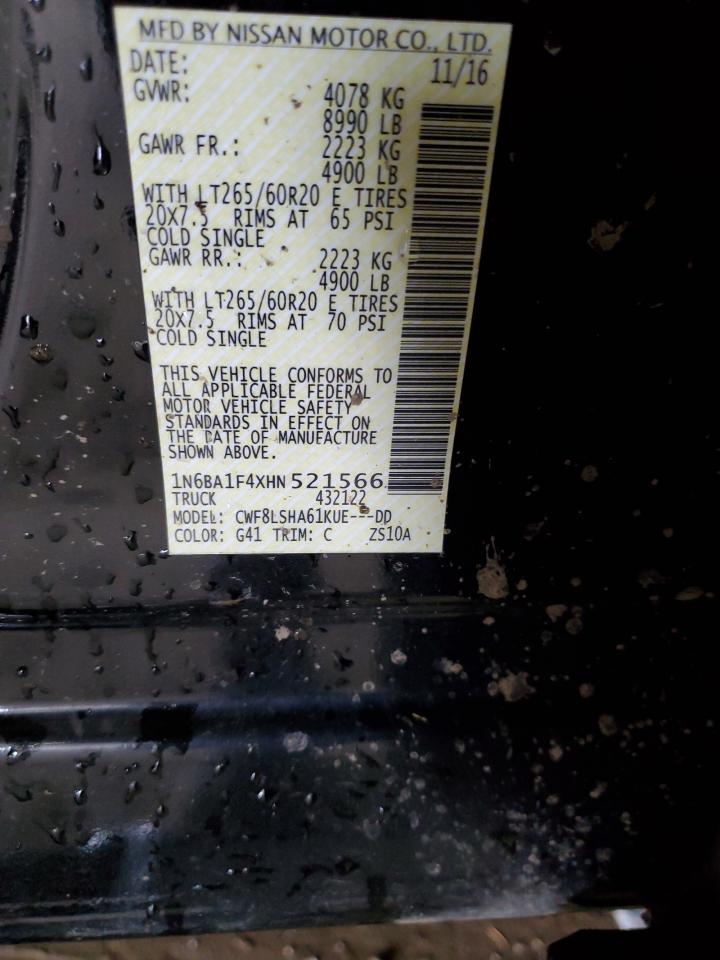 MFD BY NISSAN MOTOR CO., LTD.
DATE: 11/16
GVWR: 4078 KG
8990 LB
GAWR FR.: 2223 KG
4900 LB
WITH LT265/60R20 E TIRES
20X7.5 RIMS AT 65 PSI
COLD SINGLE
GAWR RR.: 2223 KG
4900 LB
WITH LT265/60R20 E TIRES
20X7.5 RIMS AT 70 PSI
COLD SINGLE
THIS VEHICLE CONFORMS TO
ALL APPLICABLE FEDERAL
MOTOR VEHICLE SAFETY
STANDARDS IN EFFECT ON
THE DATE OF MANUFACTURE
SHOWN ABOVE.
1N6BA1F4XHN521566
TRUCK 432122
MODEL: CWF8LSHA61KUE---DD
COLOR: G41 TRIM: C ZS10A